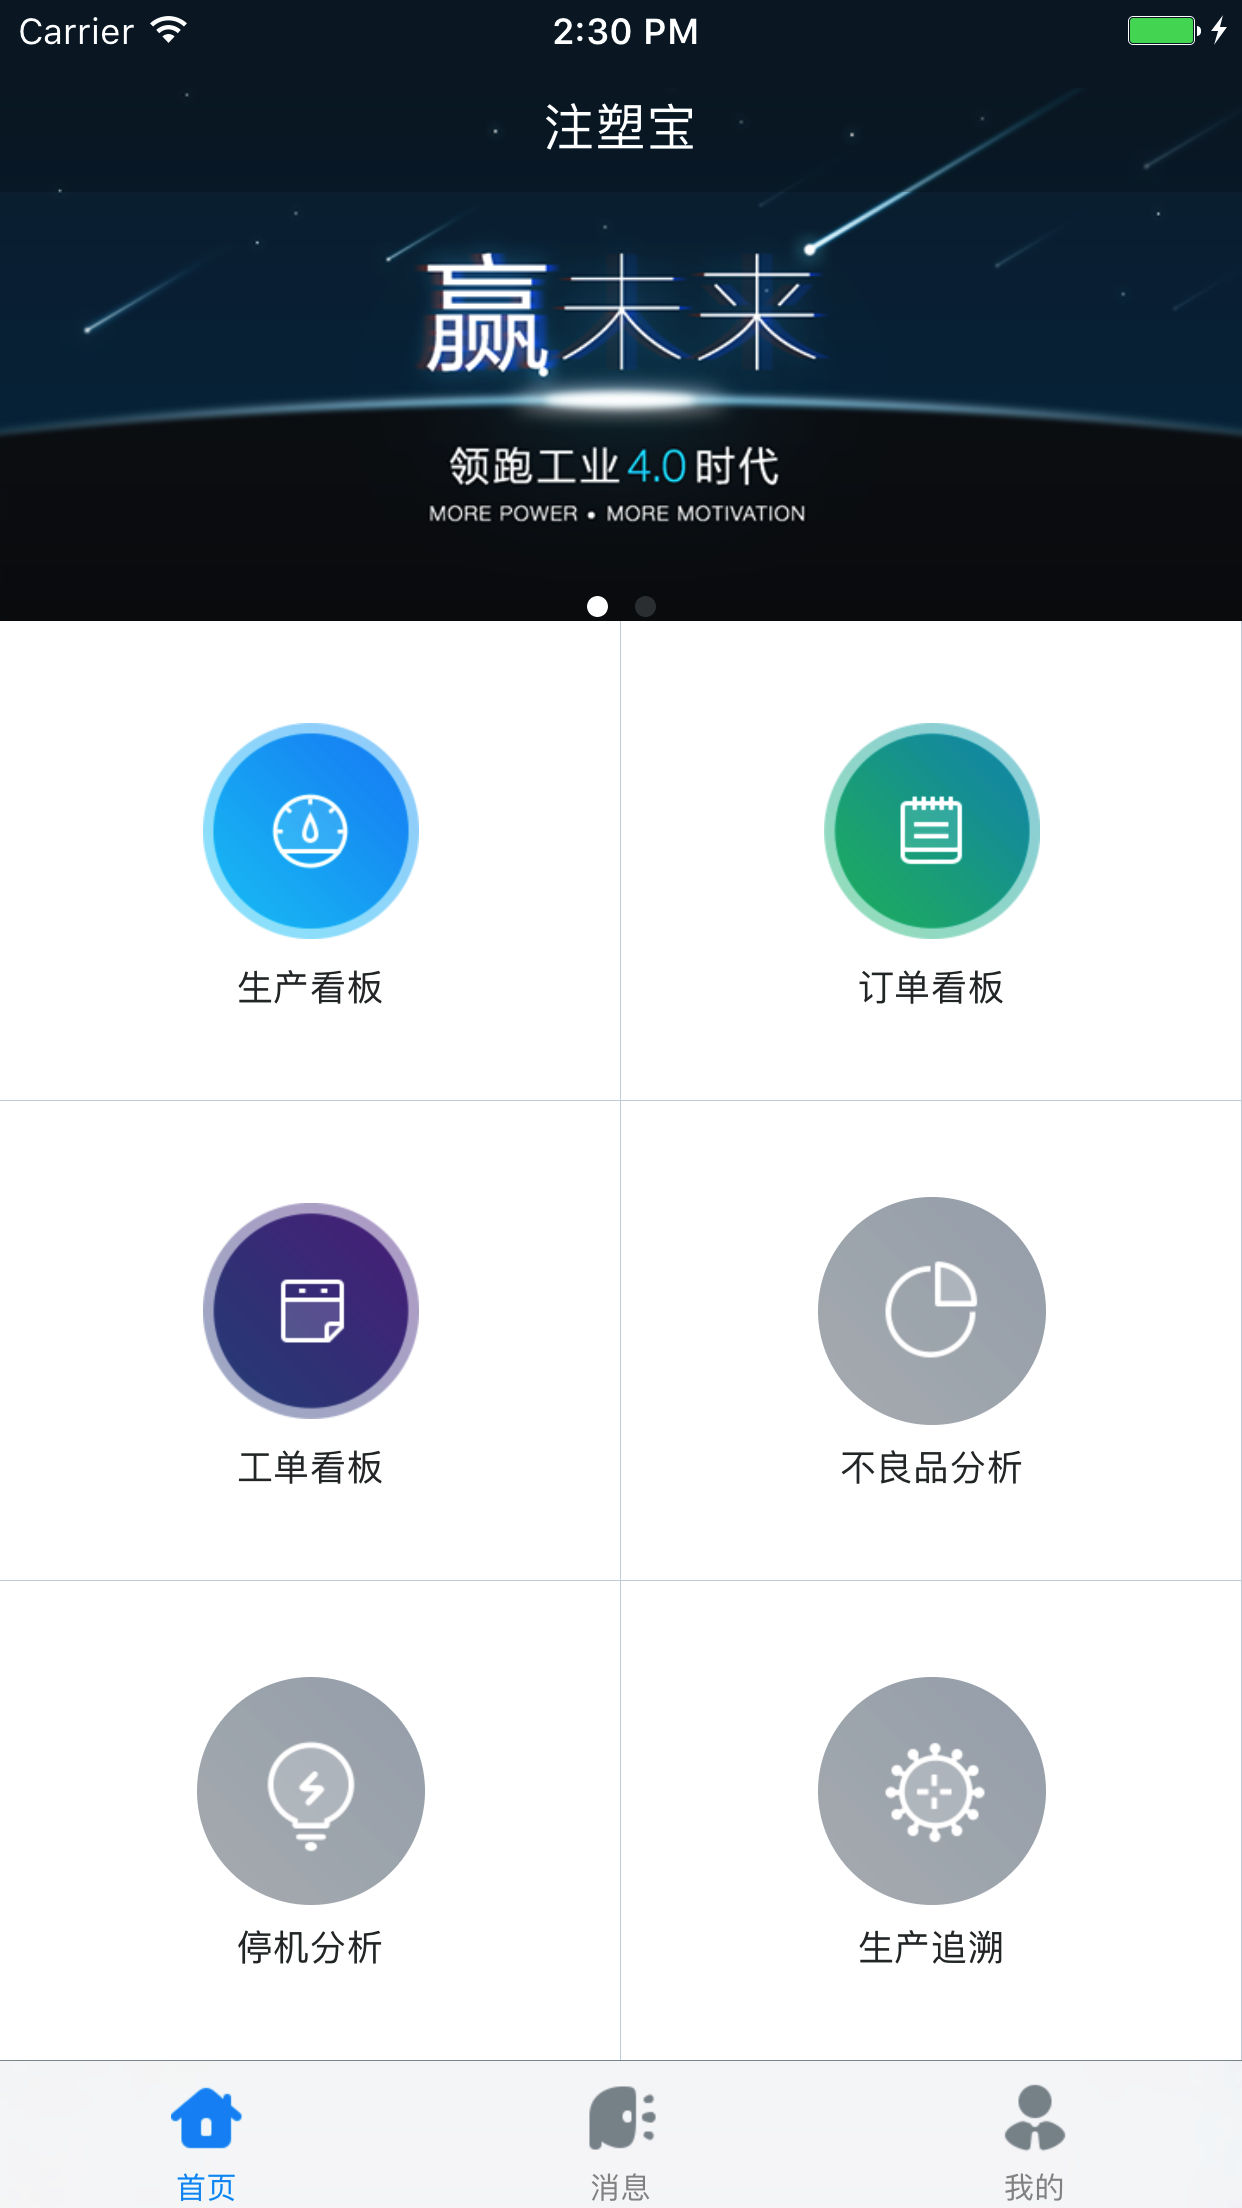 Carrier 2:30 PM
注塑宝
赢未来
领跑工业4.0时代
MORE POWER • MORE MOTIVATION
生产看板 订单看板
工单看板 不良品分析
停机分析 生产追溯
首页 消息 我的